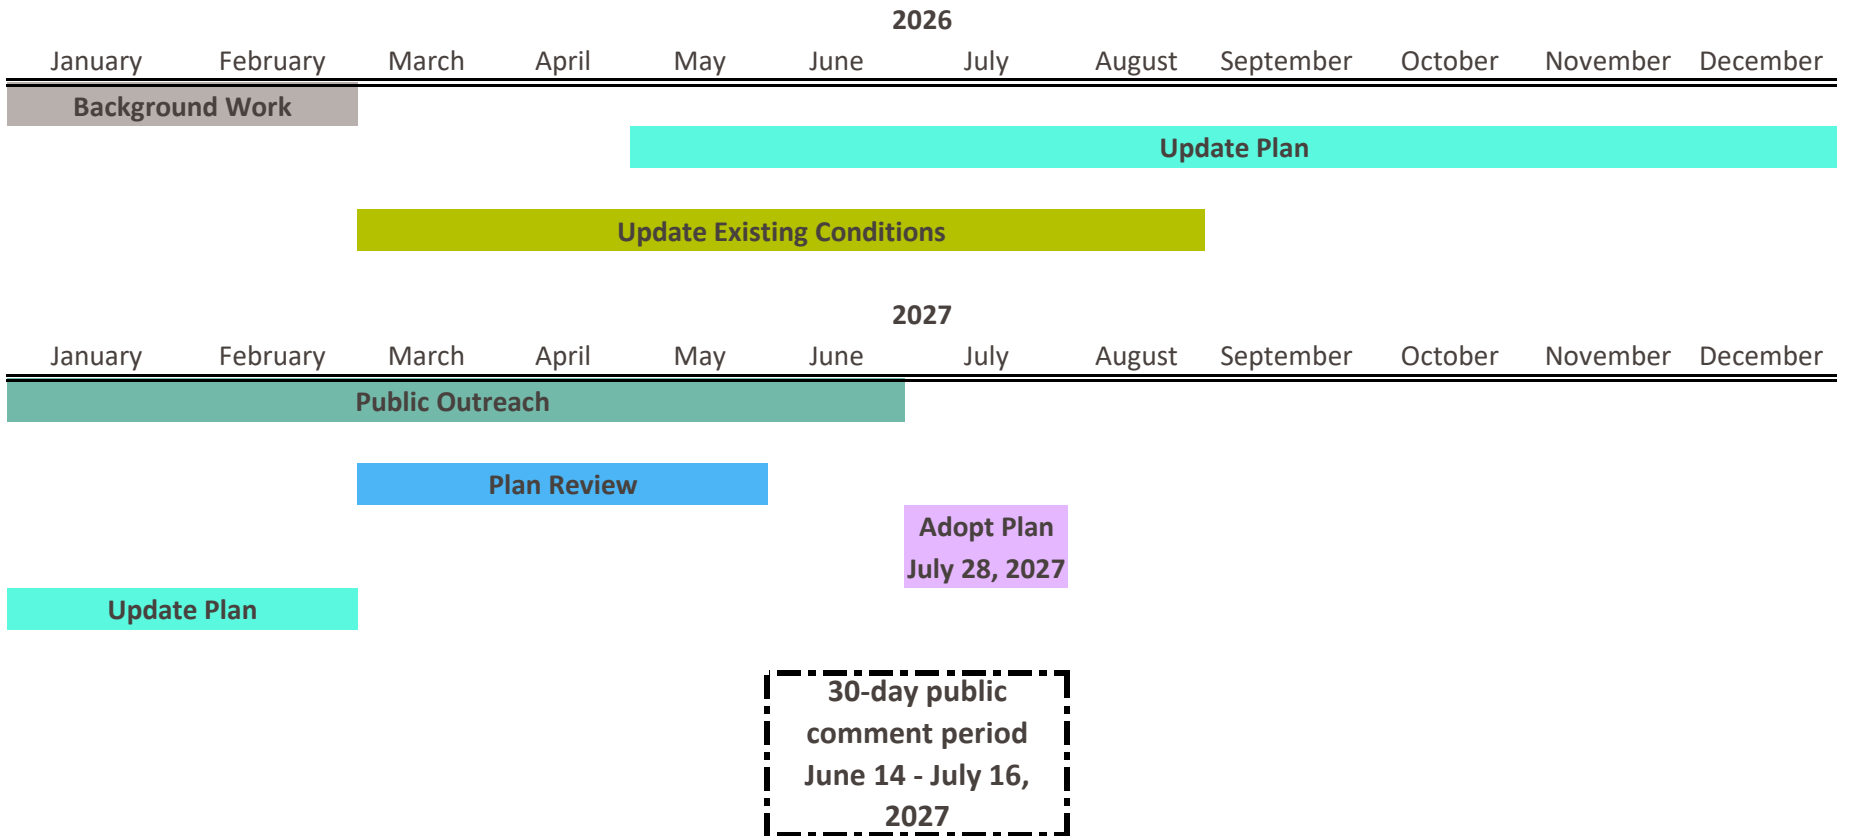 2026
January February March April May June July August September October November December
Background Work
Update Plan
Update Existing Conditions
2027
January February March April May June July August September October November December
Public Outreach
Plan Review
Adopt Plan
July 28, 2027
Update Plan
30-day public
comment period
June 14 - July 16,
2027